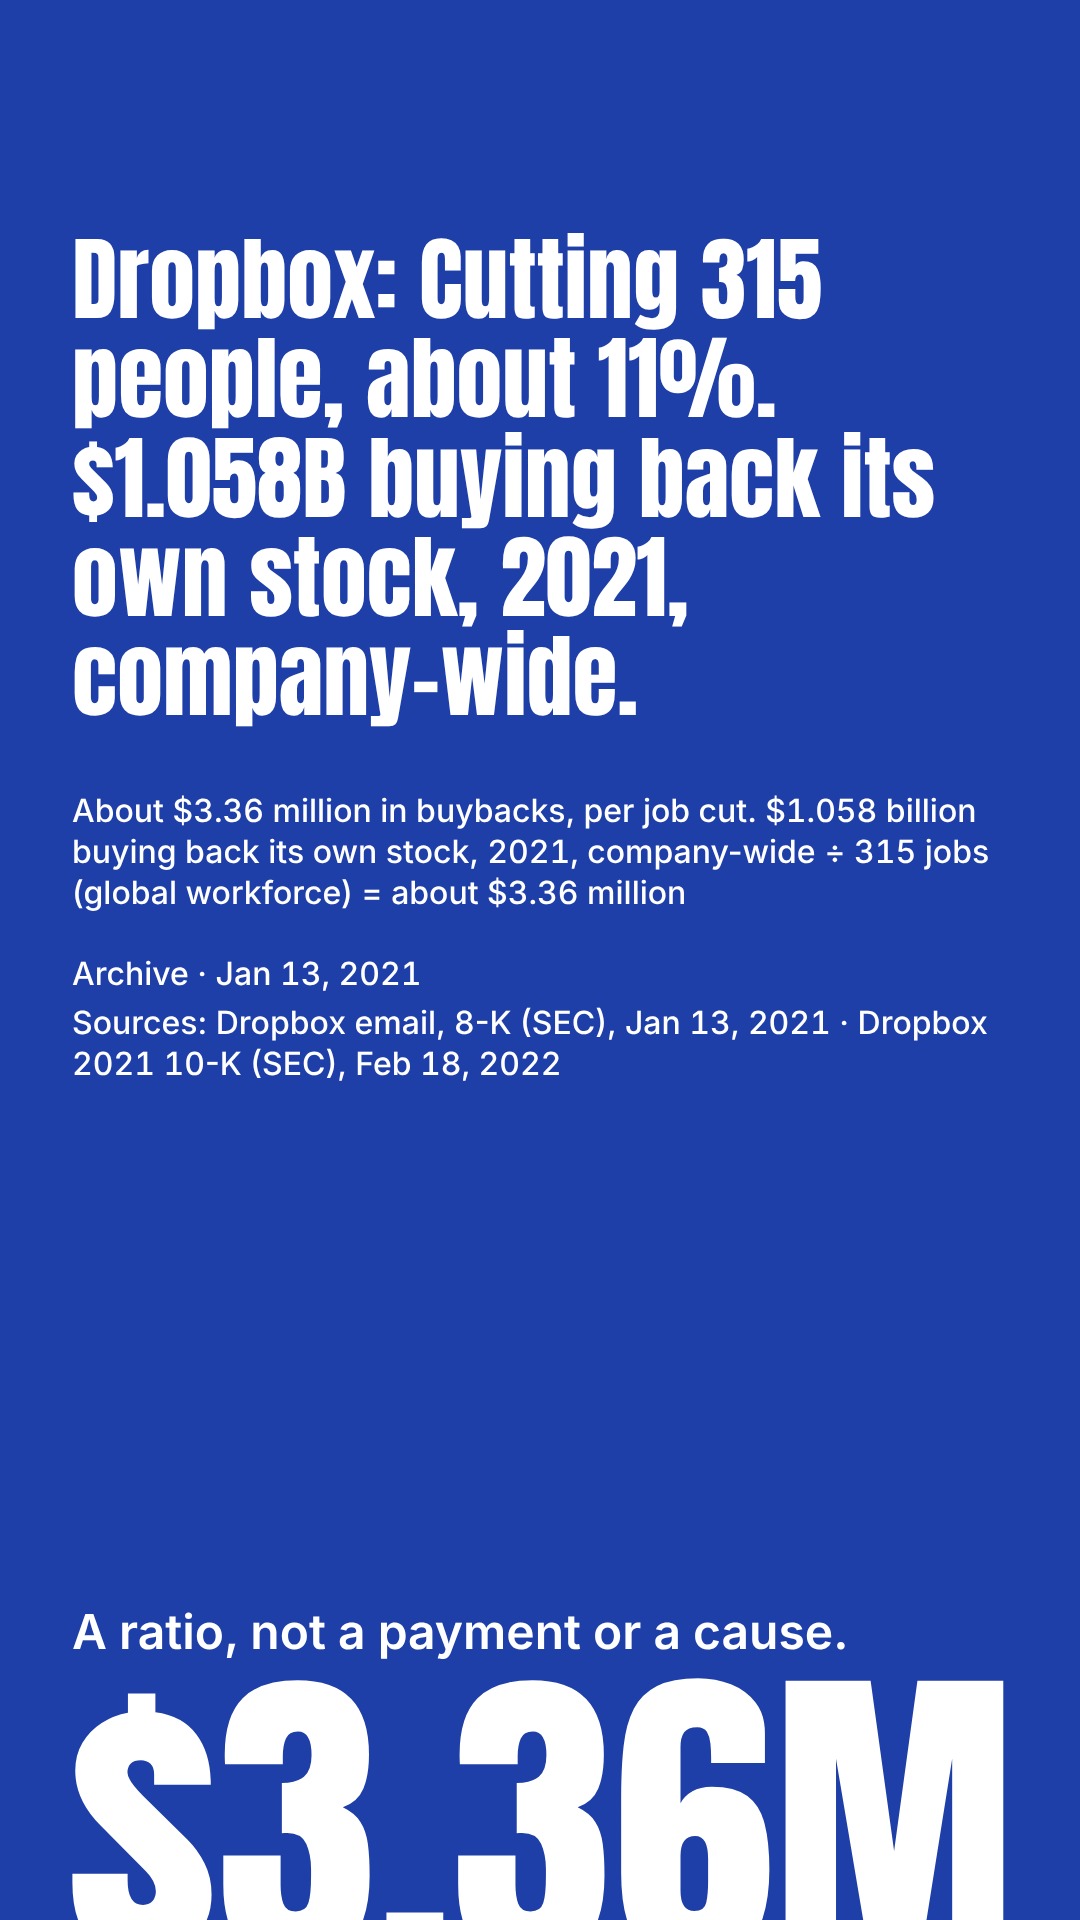 Dropbox: Cutting 315
people, about 11%.
$1.058B buying back its
own stock, 2021,
company-wide.
About $3.36 million in buybacks, per job cut. $1.058 billion
buying back its own stock, 2021, company-wide ÷ 315 jobs
(global workforce) = about $3.36 million
Archive · Jan 13, 2021
Sources: Dropbox email, 8-K (SEC), Jan 13, 2021 · Dropbox
2021 10-K (SEC), Feb 18, 2022
A ratio, not a payment or a cause.
$3.36M